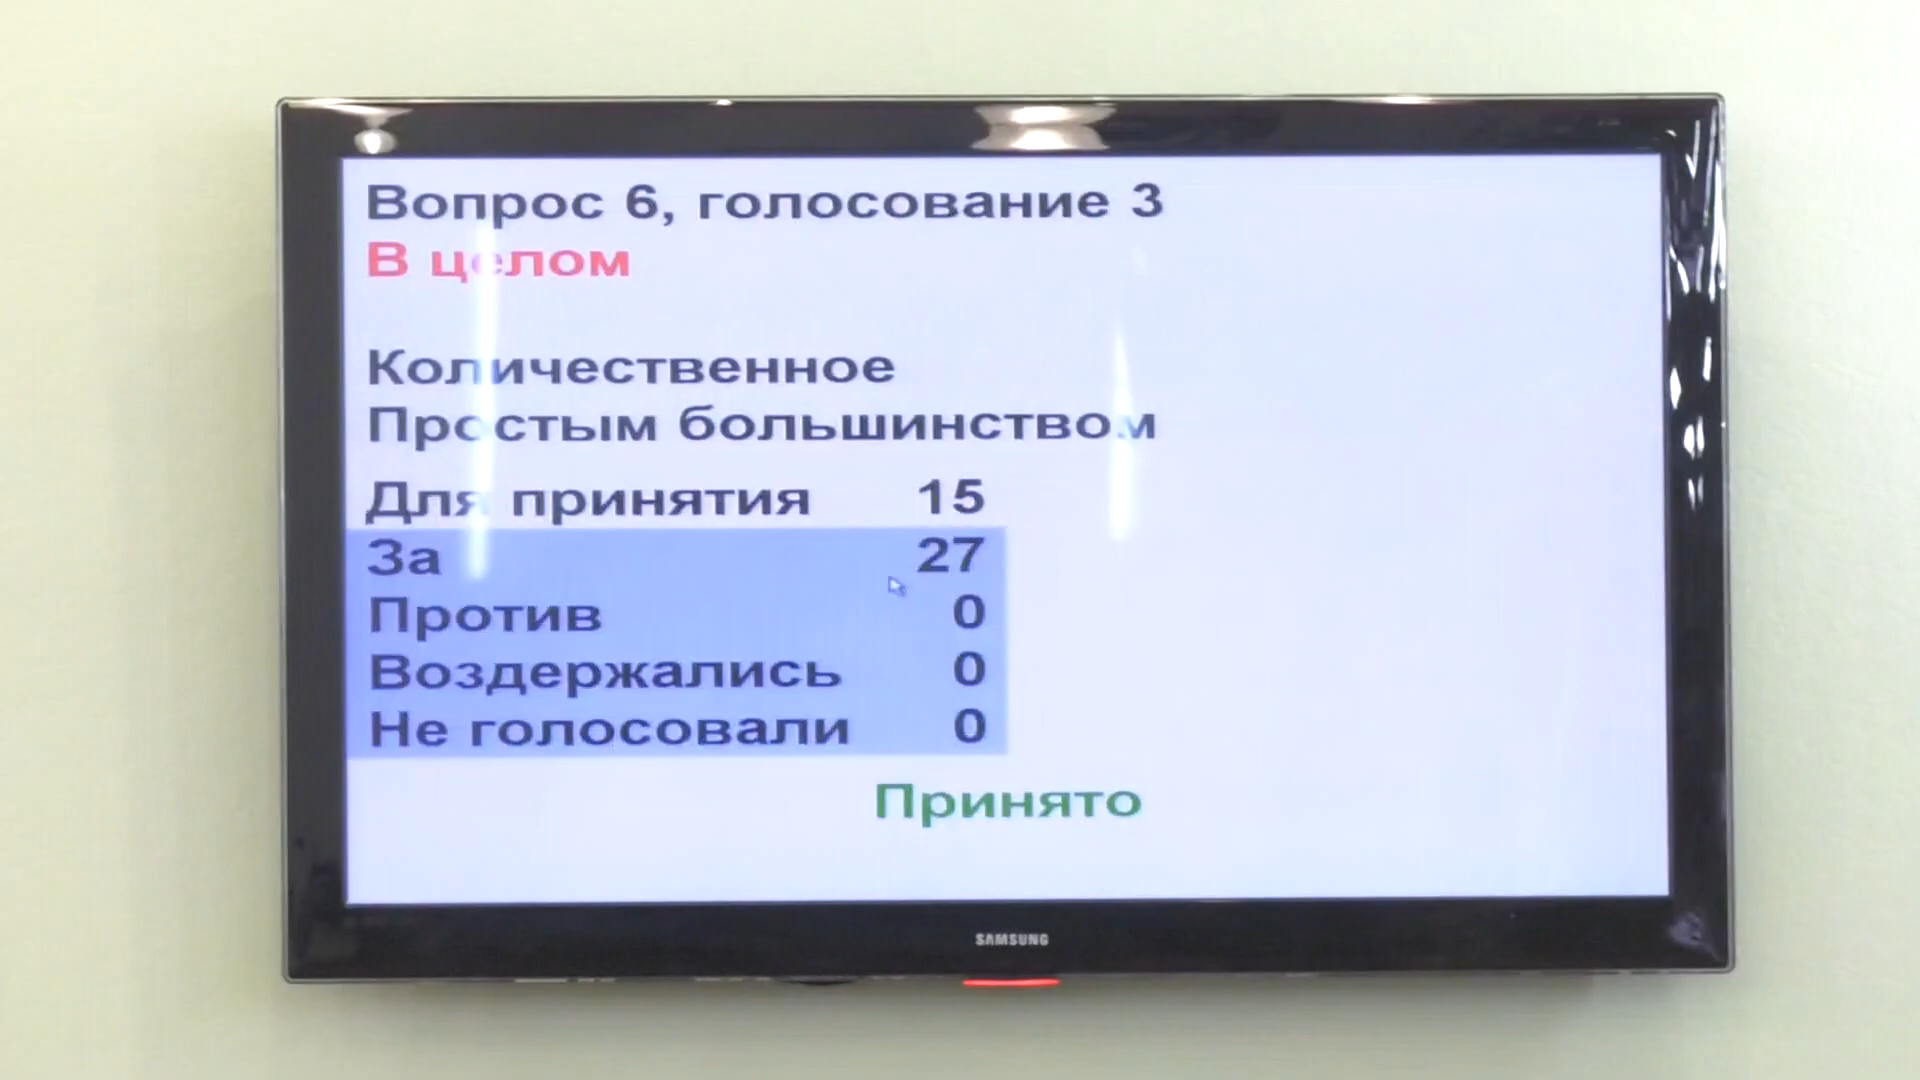 Вопрос 6, голосование 3
В целом
Количественное
Простым большинством
Для принятия 15
За 27
Против 0
Воздержались 0
Не голосовали 0
Принято
SAMSUNG